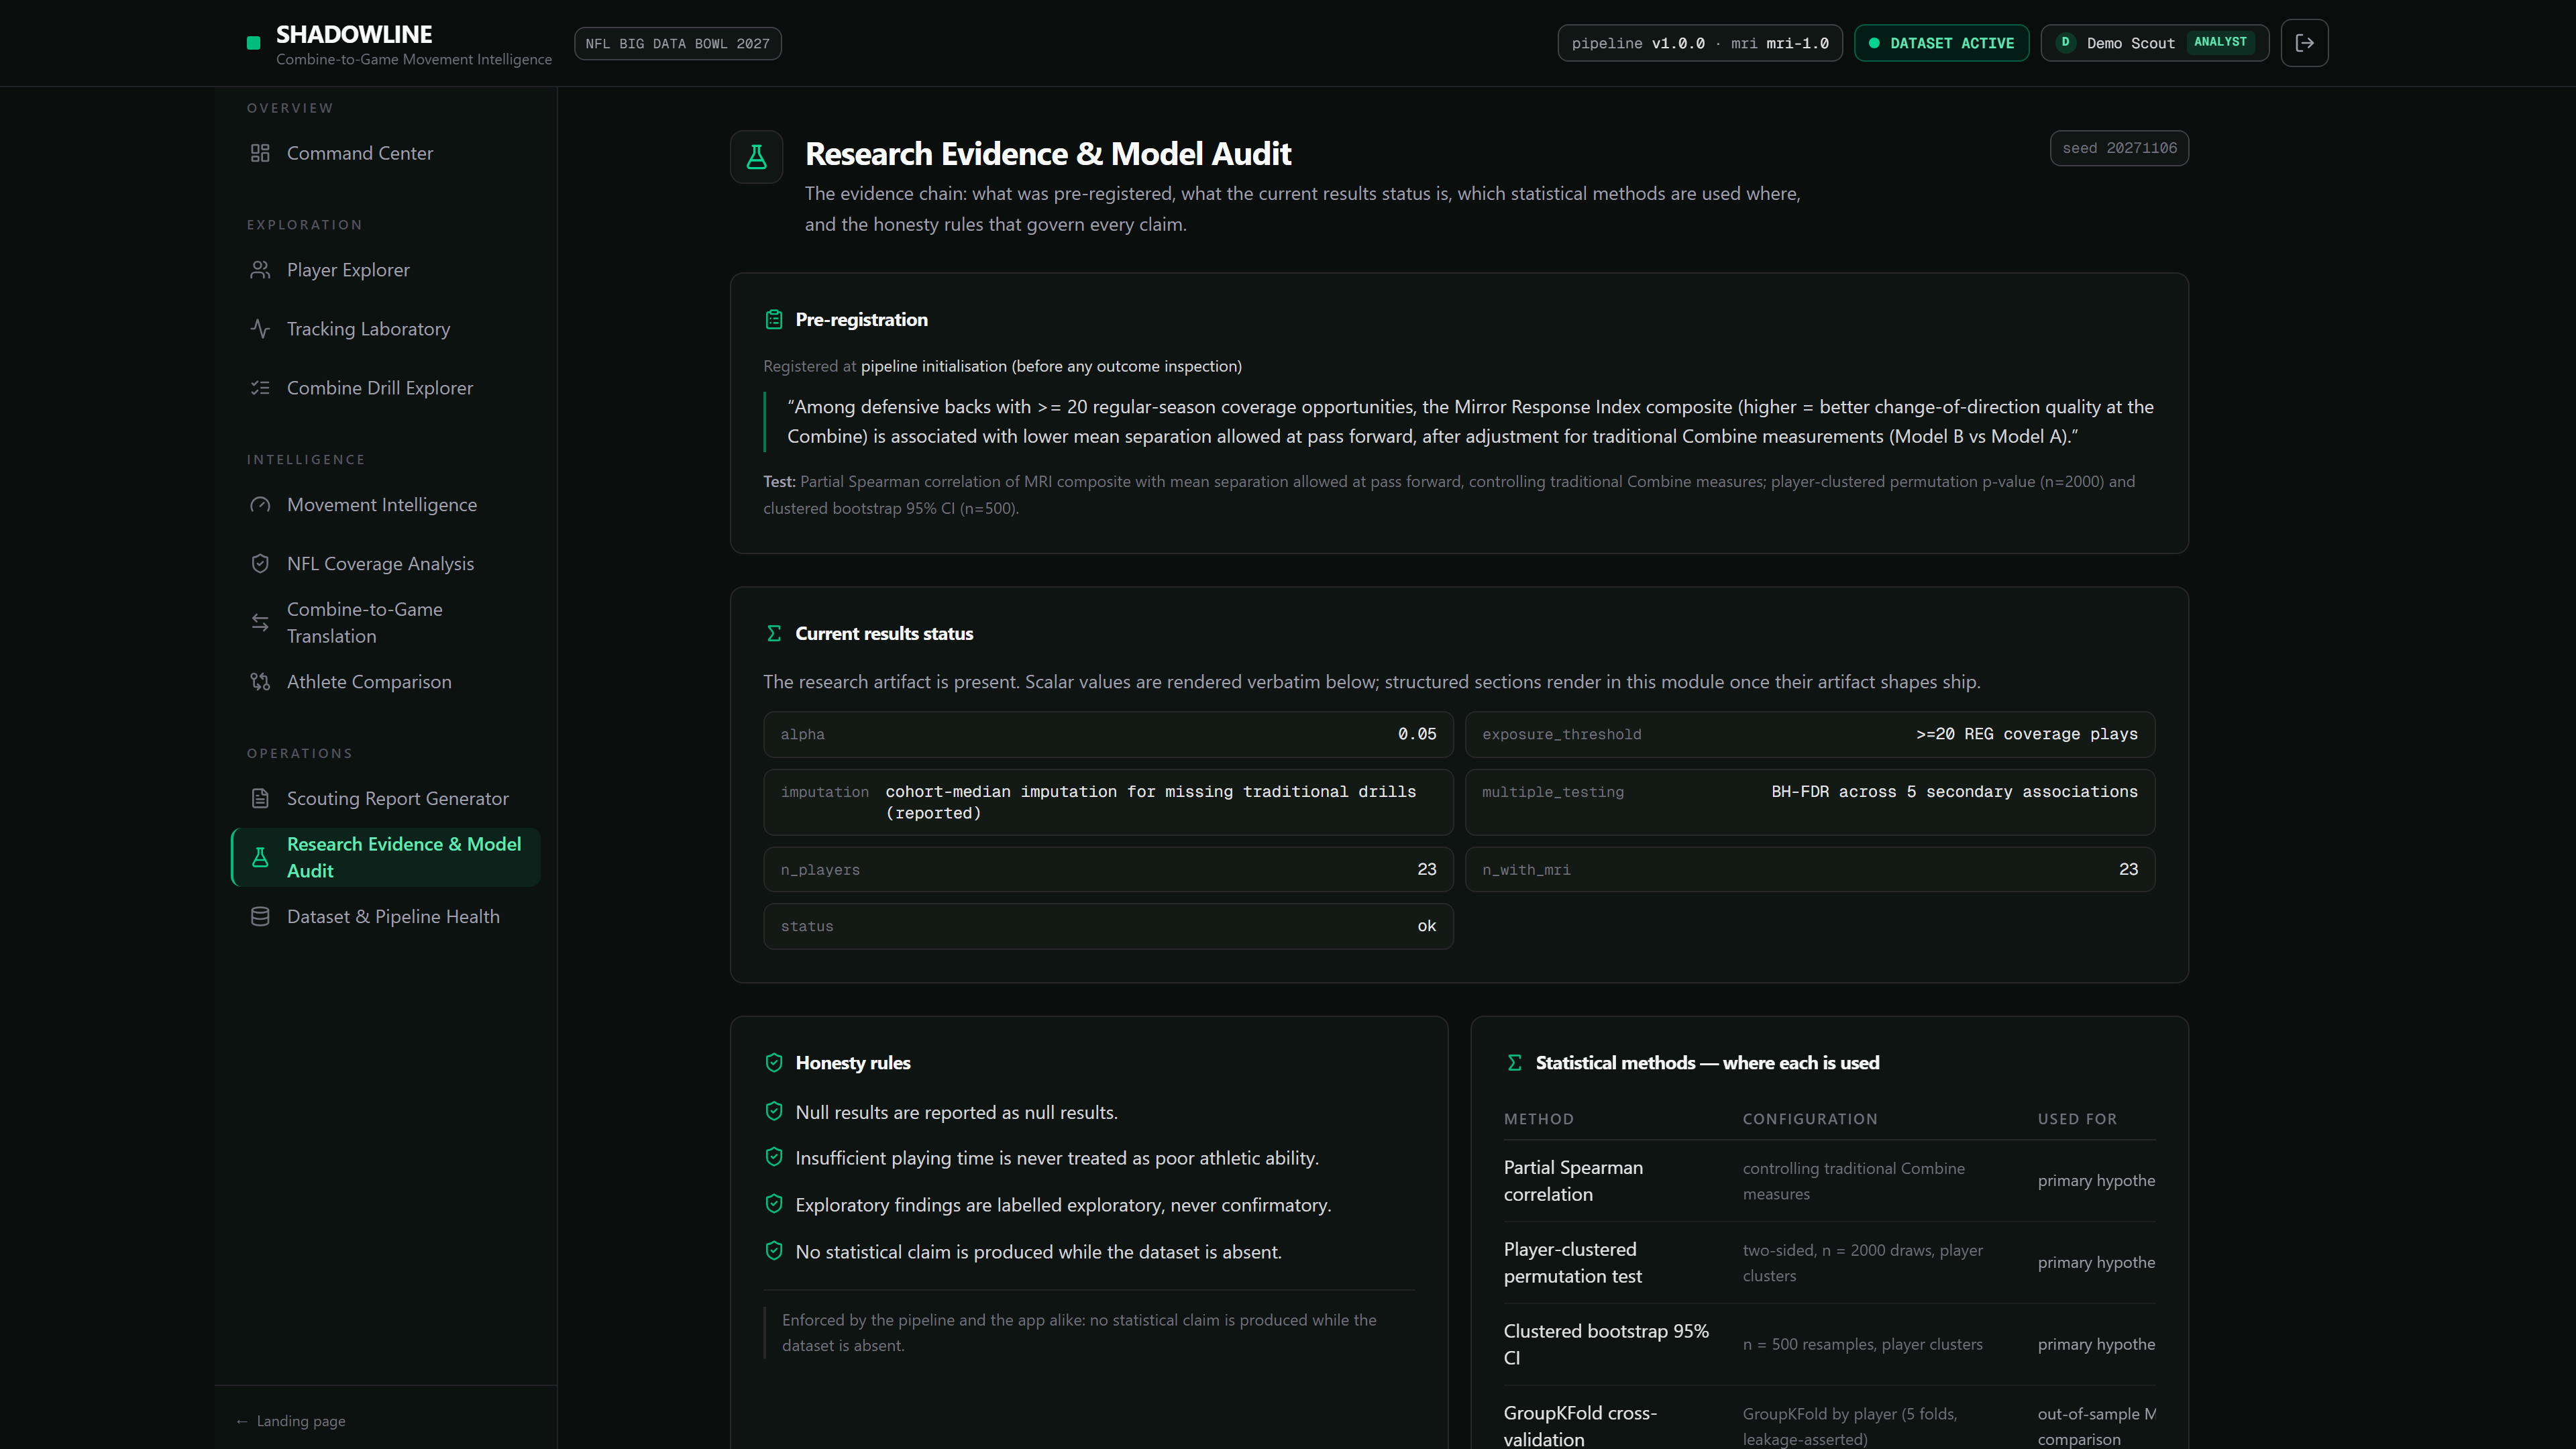 SHADOWLINE
Combine-to-Game Movement Intelligence
NFL BIG DATA BOWL 2027
pipeline v1.0.0 · mri mri-1.0
DATASET ACTIVE
D Demo Scout ANALYST
OVERVIEW
Command Center
EXPLORATION
Player Explorer
Tracking Laboratory
Combine Drill Explorer
INTELLIGENCE
Movement Intelligence
NFL Coverage Analysis
Combine-to-Game
Translation
Athlete Comparison
OPERATIONS
Scouting Report Generator
Research Evidence & Model
Audit
Dataset & Pipeline Health
← Landing page
Research Evidence & Model Audit
seed 20271106
The evidence chain: what was pre-registered, what the current results status is, which statistical methods are used where,
and the honesty rules that govern every claim.
Pre-registration
Registered at pipeline initialisation (before any outcome inspection)
“Among defensive backs with >= 20 regular-season coverage opportunities, the Mirror Response Index composite (higher = better change-of-direction quality at the
Combine) is associated with lower mean separation allowed at pass forward, after adjustment for traditional Combine measurements (Model B vs Model A).”
Test: Partial Spearman correlation of MRI composite with mean separation allowed at pass forward, controlling traditional Combine measures; player-clustered permutation p-value (n=2000) and
clustered bootstrap 95% CI (n=500).
Current results status
The research artifact is present. Scalar values are rendered verbatim below; structured sections render in this module once their artifact shapes ship.
alpha 0.05
exposure_threshold >=20 REG coverage plays
imputation cohort-median imputation for missing traditional drills
(reported)
multiple_testing BH-FDR across 5 secondary associations
n_players 23
n_with_mri 23
status ok
Honesty rules
Null results are reported as null results.
Insufficient playing time is never treated as poor athletic ability.
Exploratory findings are labelled exploratory, never confirmatory.
No statistical claim is produced while the dataset is absent.
Enforced by the pipeline and the app alike: no statistical claim is produced while the
dataset is absent.
Statistical methods — where each is used
METHOD CONFIGURATION USED FOR
Partial Spearman
correlation
controlling traditional Combine
measures
primary hypothe
Player-clustered
permutation test
two-sided, n = 2000 draws, player
clusters
primary hypothe
Clustered bootstrap 95%
CI
n = 500 resamples, player clusters
primary hypothe
GroupKFold cross-
validation
GroupKFold by player (5 folds,
leakage-asserted)
out-of-sample M
comparison